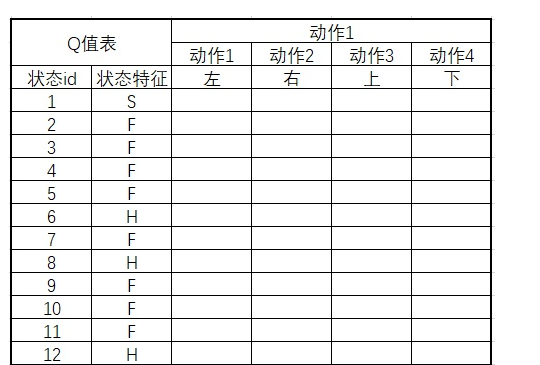 Q值表 动作1
动作1 动作2 动作3 动作4
状态id 状态特征 左 右 上 下
1 S
2 F
3 F
4 F
5 F
6 H
7 F
8 H
9 F
10 F
11 F
12 H